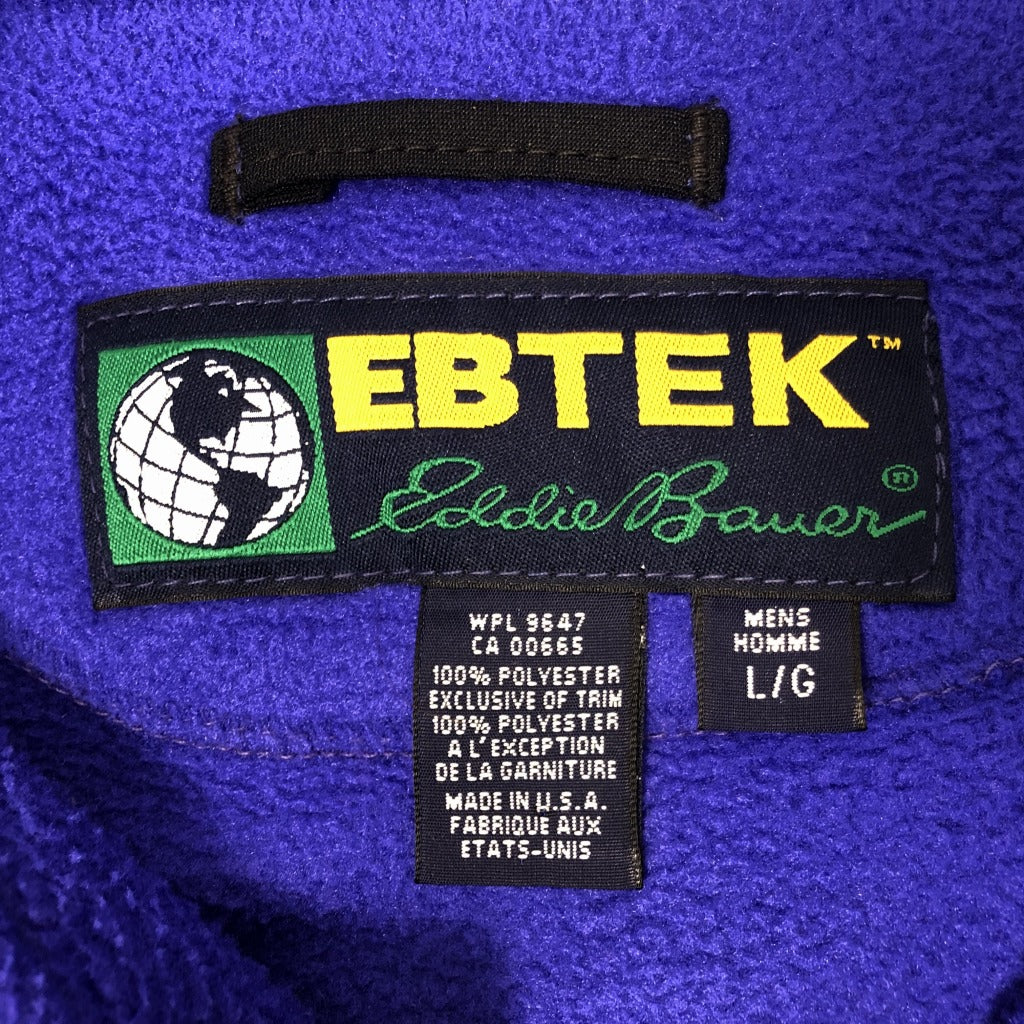 EBTEK™
Eddie Bauer®
WPL 9647
CA 00665
100% POLYESTER
EXCLUSIVE OF TRIM
100% POLYESTER
A L'EXCEPTION
DE LA GARNITURE
MADE IN U.S.A.
FABRIQUE AUX
ETATS-UNIS
MENS
HOMME
L/G